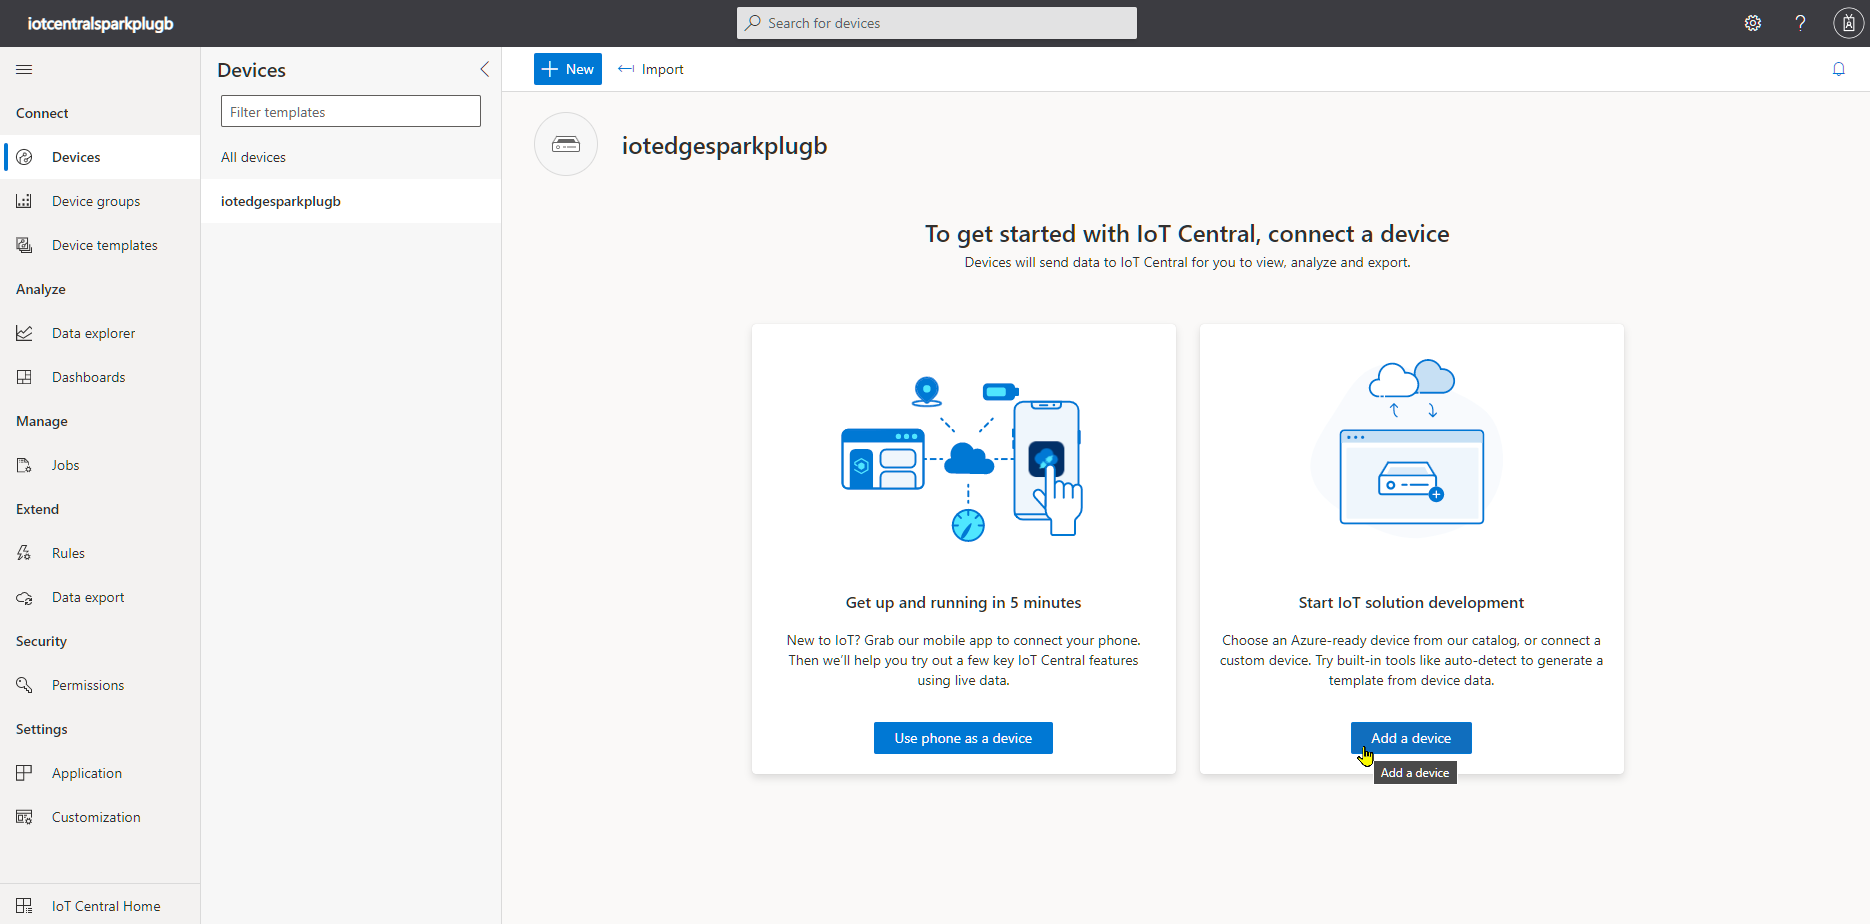 iotcentralsparkplugb
Search for devices
?
Connect
Devices
Device groups
Device templates
Analyze
Data explorer
Dashboards
Manage
Jobs
Extend
Rules
Data export
Security
Permissions
Settings
Application
Customization
IoT Central Home
Devices
Filter templates
All devices
iotedgesparkplugb
New
Import
iotedgesparkplugb
To get started with IoT Central, connect a device
Devices will send data to IoT Central for you to view, analyze and export.
Get up and running in 5 minutes
New to IoT? Grab our mobile app to connect your phone.
Then we'll help you try out a few key IoT Central features
using live data.
Use phone as a device
Start IoT solution development
Choose an Azure-ready device from our catalog, or connect a
custom device. Try built-in tools like auto-detect to generate a
template from device data.
Add a device
Add a device